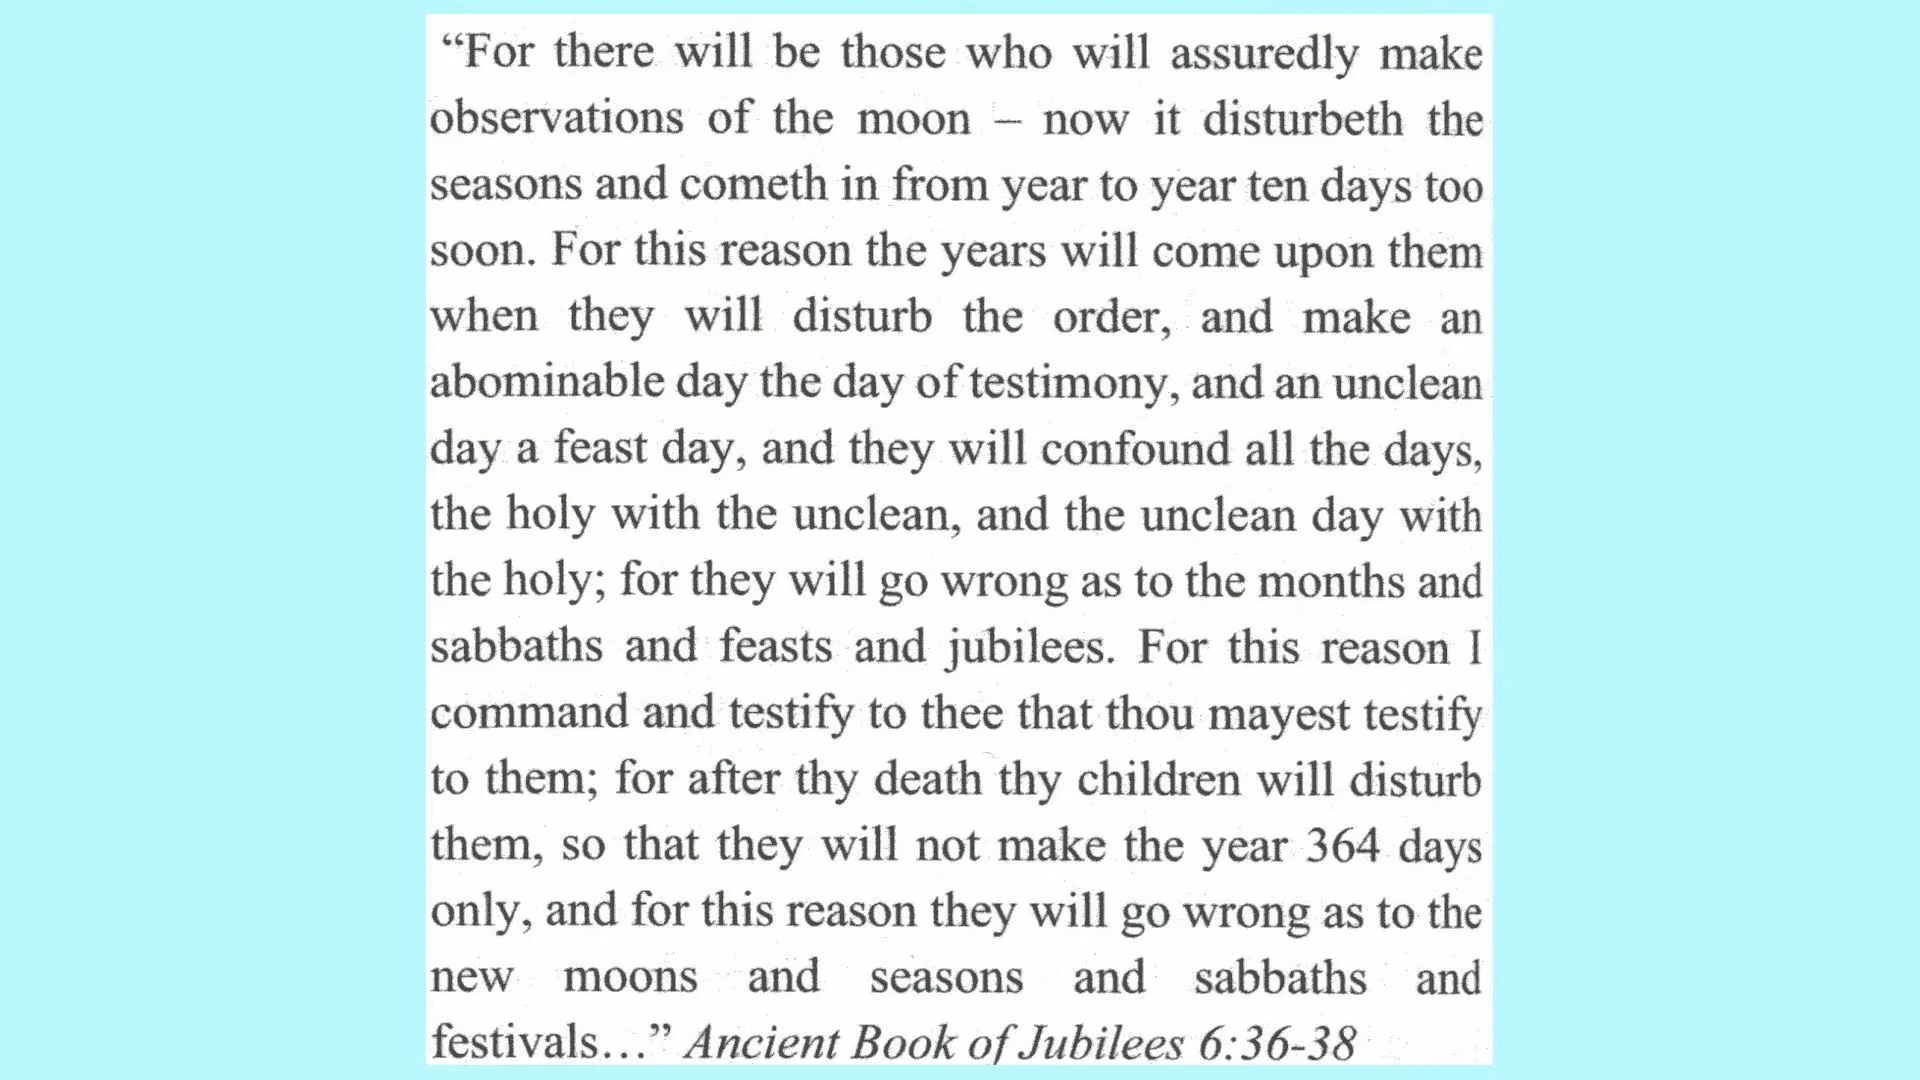 “For there will be those who will assuredly make
observations of the moon – now it disturbeth the
seasons and cometh in from year to year ten days too
soon. For this reason the years will come upon them
when they will disturb the order, and make an
abominable day the day of testimony, and an unclean
day a feast day, and they will confound all the days,
the holy with the unclean, and the unclean day with
the holy; for they will go wrong as to the months and
sabbaths and feasts and jubilees. For this reason I
command and testify to thee that thou mayest testify
to them; for after thy death thy children will disturb
them, so that they will not make the year 364 days
only, and for this reason they will go wrong as to the
new moons and seasons and sabbaths and
festivals…” Ancient Book of Jubilees 6:36-38